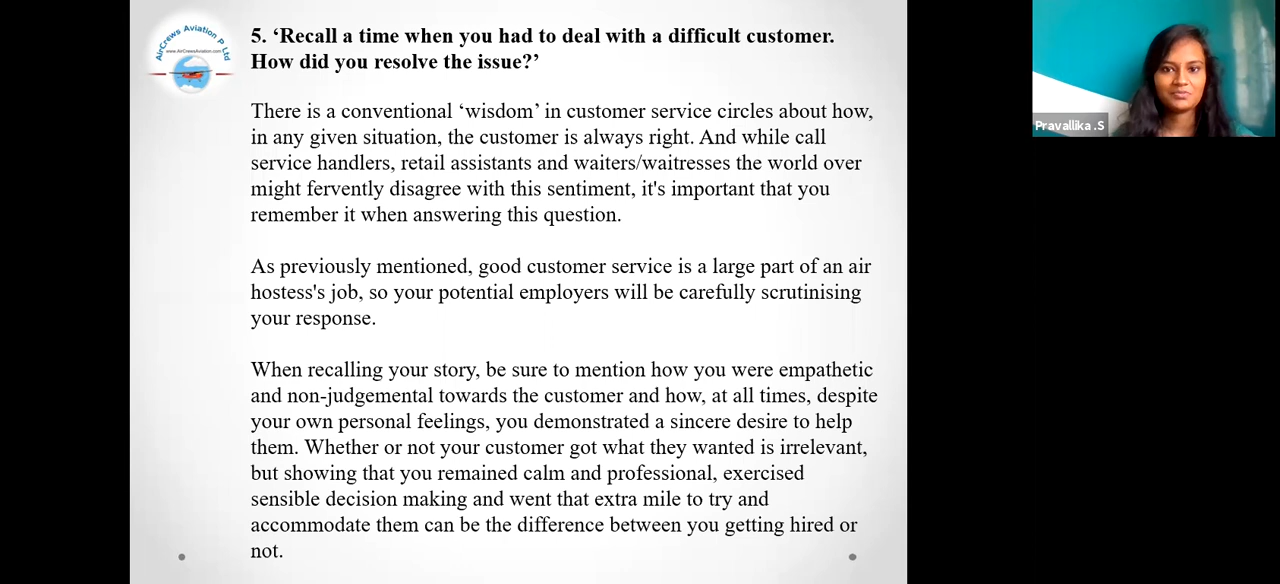 AirCrews Aviation P Ltd
www.AirCrewsAviation.com
5. ‘Recall a time when you had to deal with a difficult customer.
How did you resolve the issue?’
There is a conventional ‘wisdom’ in customer service circles about how,
in any given situation, the customer is always right. And while call
service handlers, retail assistants and waiters/waitresses the world over
might fervently disagree with this sentiment, it's important that you
remember it when answering this question.
As previously mentioned, good customer service is a large part of an air
hostess's job, so your potential employers will be carefully scrutinising
your response.
When recalling your story, be sure to mention how you were empathetic
and non-judgemental towards the customer and how, at all times, despite
your own personal feelings, you demonstrated a sincere desire to help
them. Whether or not your customer got what they wanted is irrelevant,
but showing that you remained calm and professional, exercised
sensible decision making and went that extra mile to try and
accommodate them can be the difference between you getting hired or
not.
Pravallika .S